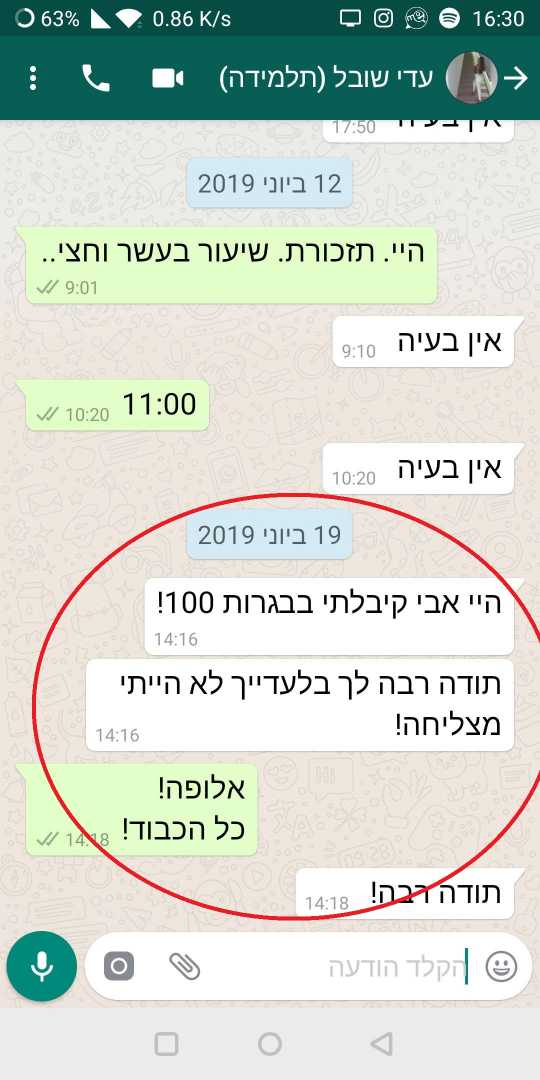 63% 0.86 K/s 16:30
עדי שובל (תלמידה)
אין בעיה
17:50
12 ביוני 2019
היי. תזכורת. שיעור בעשר וחצי..
9:01
אין בעיה
9:10
11:00
10:20
אין בעיה
10:20
19 ביוני 2019
היי אבי קיבלתי בבגרות 100!
14:16
תודה רבה לך בלעדייך לא הייתי
מצליחה!
14:16
אלופה!
כל הכבוד!
14:18
תודה רבה!
14:18
הקלד הודעה